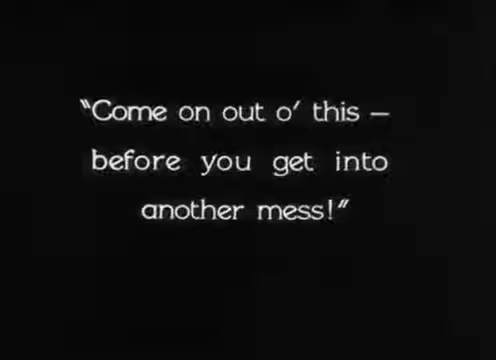 "Come on out o' this —
before you get into
another mess!"